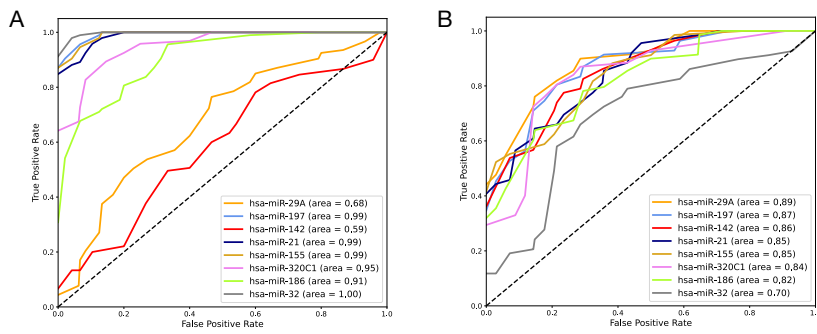 A
True Positive Rate
1.0
0.8
0.6
0.4
0.2
0.0
hsa-miR-29A (area = 0,68)
hsa-miR-197 (area = 0,99)
hsa-miR-142 (area = 0,59)
hsa-miR-21 (area = 0,99)
hsa-miR-155 (area = 0,99)
hsa-miR-320C1 (area = 0,95)
hsa-miR-186 (area = 0,91)
hsa-miR-32 (area = 1,00)
0.0 0.2 0.4 0.6 0.8 1.0
False Positive Rate
B
True Positive Rate
1.0
0.8
0.6
0.4
0.2
0.0
hsa-miR-29A (area = 0,89)
hsa-miR-197 (area = 0,87)
hsa-miR-142 (area = 0,86)
hsa-miR-21 (area = 0,85)
hsa-miR-155 (area = 0,85)
hsa-miR-320C1 (area = 0,84)
hsa-miR-186 (area = 0,82)
hsa-miR-32 (area = 0.70)
0.0 0.2 0.4 0.6 0.8 1.0
False Positive Rate